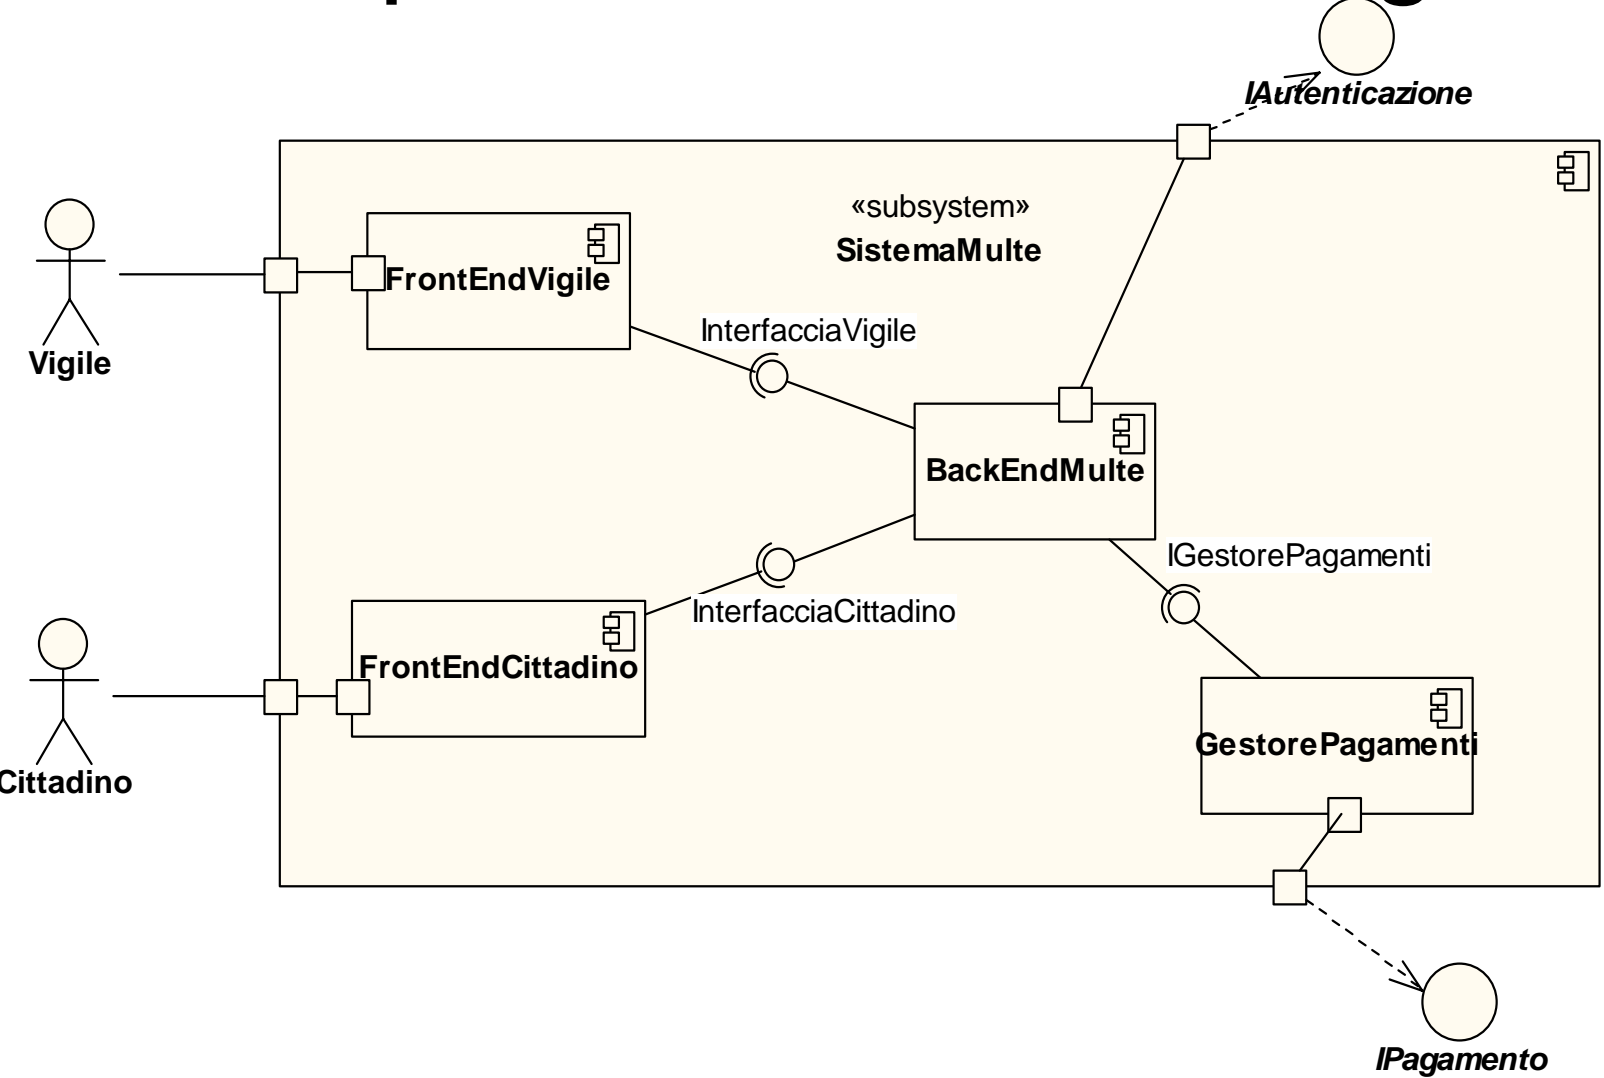 IAutenticazione
«subsystem»
SistemaMulte
FrontEndVigile
InterfacciaVigile
Vigile
BackEndMulte
IGestorePagamenti
InterfacciaCittadino
FrontEndCittadino
GestorePagamenti
Cittadino
IPagamento